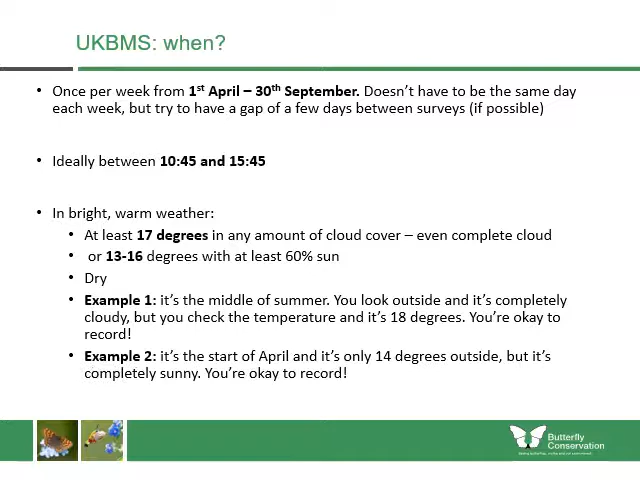 UKBMS: when?
• Once per week from 1st April – 30th September. Doesn't have to be the same day
each week, but try to have a gap of a few days between surveys (if possible)
• Ideally between 10:45 and 15:45
• In bright, warm weather:
• At least 17 degrees in any amount of cloud cover – even complete cloud
• or 13-16 degrees with at least 60% sun
• Dry
• Example 1: it's the middle of summer. You look outside and it's completely
cloudy, but you check the temperature and it's 18 degrees. You're okay to
record!
• Example 2: it's the start of April and it's only 14 degrees outside, but it's
completely sunny. You're okay to record!
Butterfly
Conservation